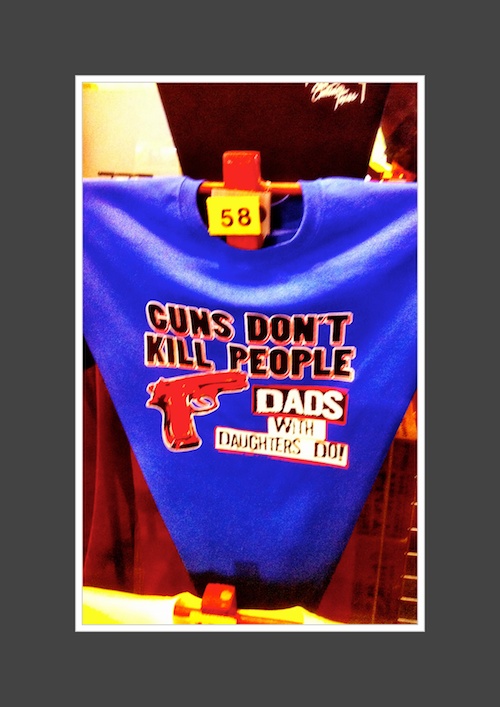 58
GUNS DON'T
KILL PEOPLE
DADS
WITH
DAUGHTERS DO!